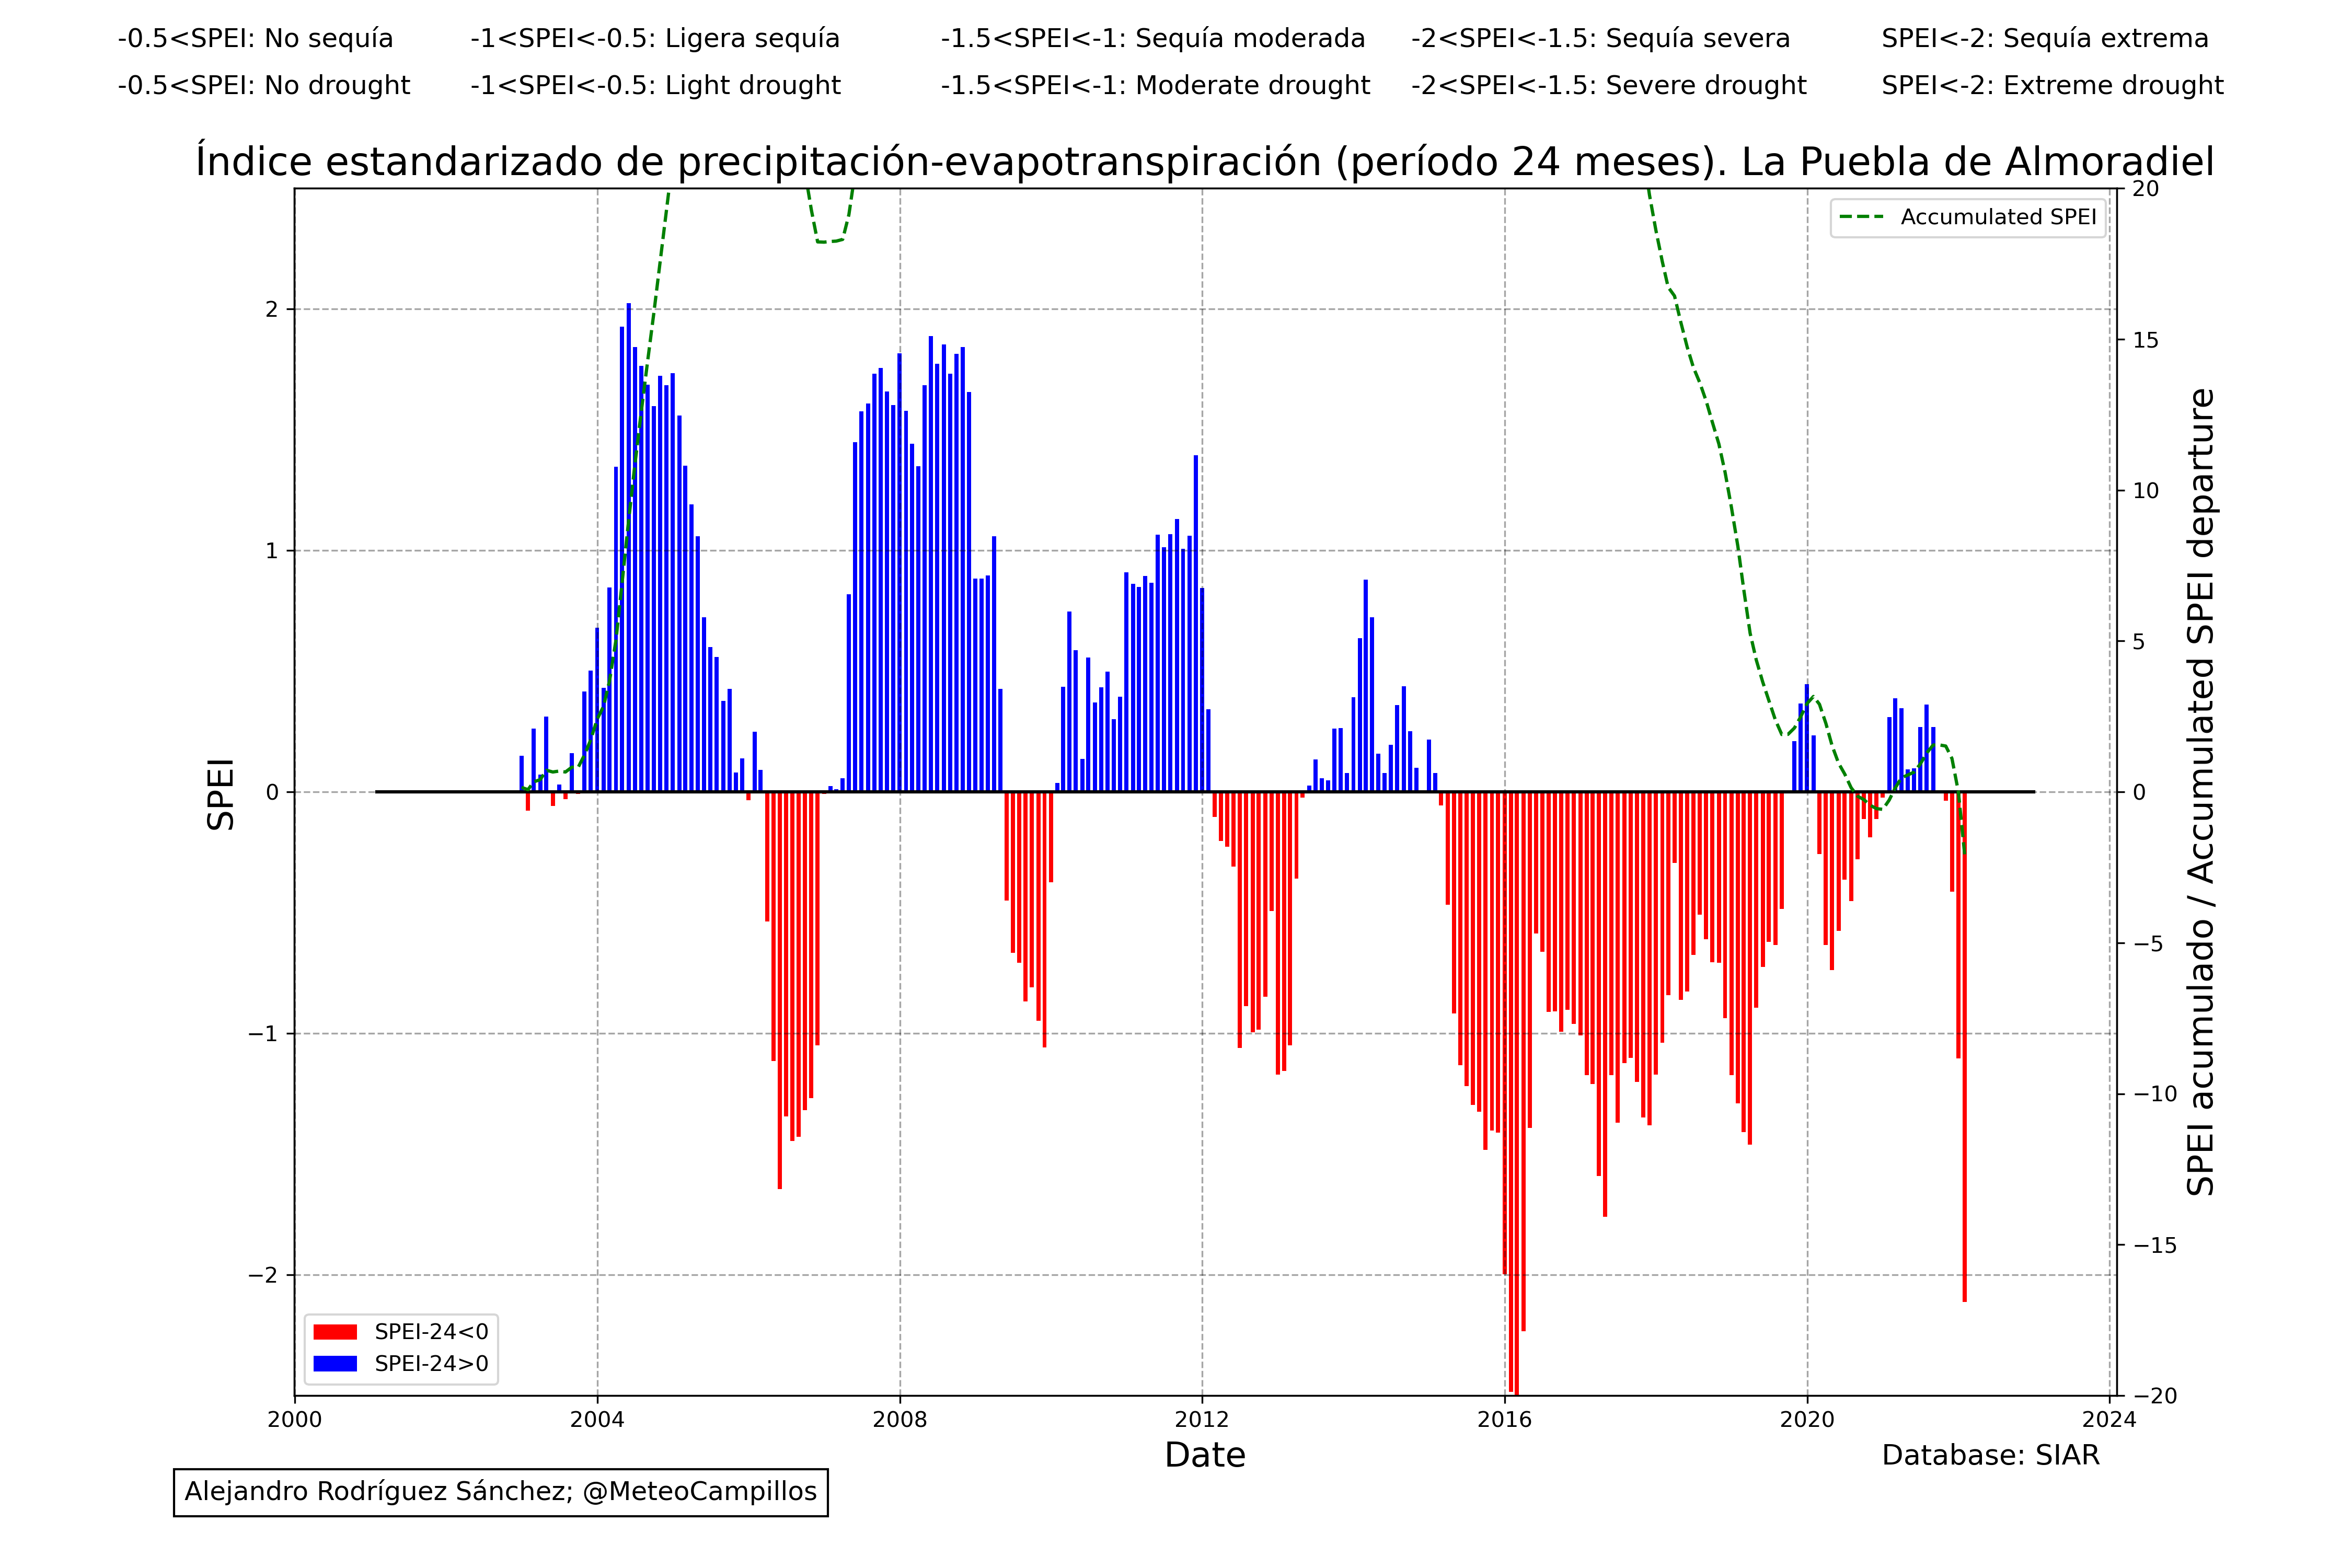 -0.5<SPEI: No sequía -1<SPEI<-0.5: Ligera sequía -1.5<SPEI<-1: Sequía moderada -2<SPEI<-1.5: Sequía severa SPEI<-2: Sequía extrema
-0.5<SPEI: No drought -1<SPEI<-0.5: Light drought -1.5<SPEI<-1: Moderate drought -2<SPEI<-1.5: Severe drought SPEI<-2: Extreme drought
Índice estandarizado de precipitación-evapotranspiración (período 24 meses). La Puebla de Almoradiel
Accumulated SPEI
SPEI
2
1
0
−1
−2
20
15
10
5
0
−5
−10
−15
−20
SPEI acumulado / Accumulated SPEI departure
SPEI-24<0
SPEI-24>0
2000 2004 2008 2012 2016 2020 2024
Date
Database: SIAR
Alejandro Rodríguez Sánchez; @MeteoCampillos